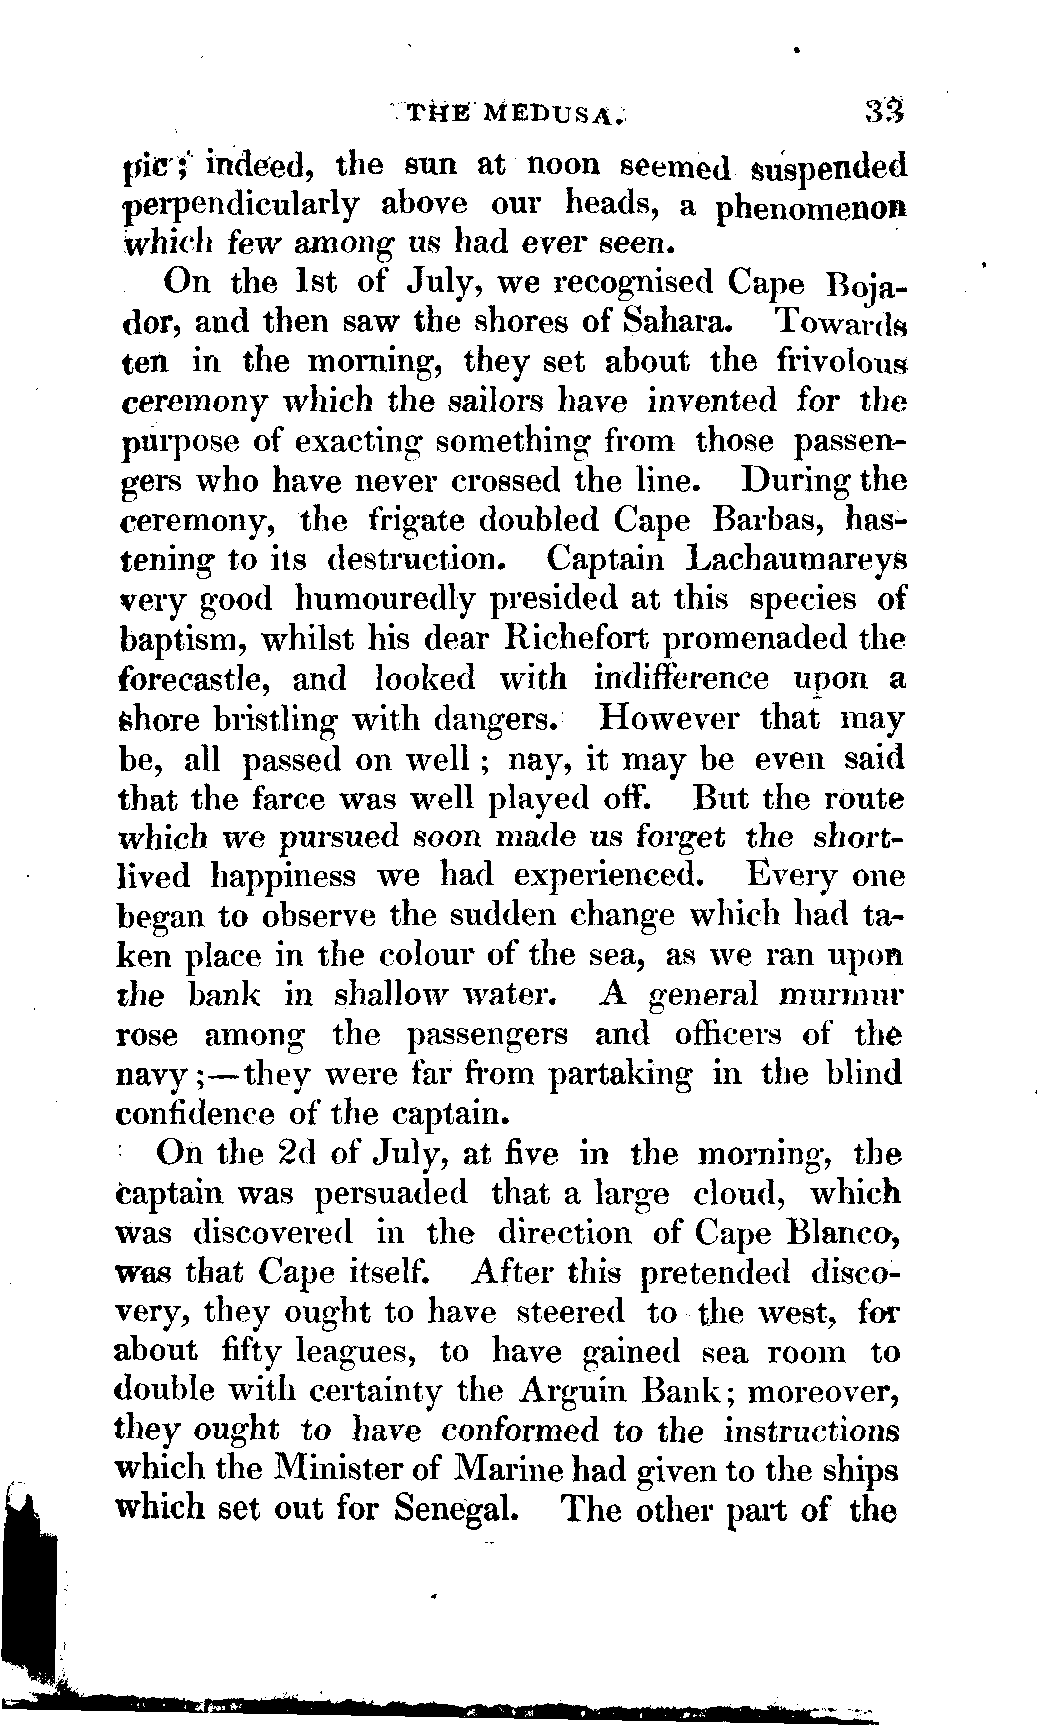 THE MEDUSA. 33
pic; indeed, the sun at noon seemed suspended
perpendicularly above our heads, a phenomenon
which few among us had ever seen.
On the 1st of July, we recognised Cape Boja-
dor, and then saw the shores of Sahara. Towards
ten in the morning, they set about the frivolous
ceremony which the sailors have invented for the
purpose of exacting something from those passen-
gers who have never crossed the line. During the
ceremony, the frigate doubled Cape Barbas, has-
tening to its destruction. Captain Lachaumareys
very good humouredly presided at this species of
baptism, whilst his dear Richefort promenaded the
forecastle, and looked with indifference upon a
shore bristling with dangers. However that may
be, all passed on well ; nay, it may be even said
that the farce was well played off. But the route
which we pursued soon made us forget the short-
lived happiness we had experienced. Every one
began to observe the sudden change which had ta-
ken place in the colour of the sea, as we ran upon
the bank in shallow water. A general murmur
rose among the passengers and officers of the
navy ;—they were far from partaking in the blind
confidence of the captain.
On the 2d of July, at five in the morning, the
captain was persuaded that a large cloud, which
was discovered in the direction of Cape Blanco,
was that Cape itself. After this pretended disco-
very, they ought to have steered to the west, for
about fifty leagues, to have gained sea room to
double with certainty the Arguin Bank; moreover,
they ought to have conformed to the instructions
which the Minister of Marine had given to the ships
which set out for Senegal. The other part of the